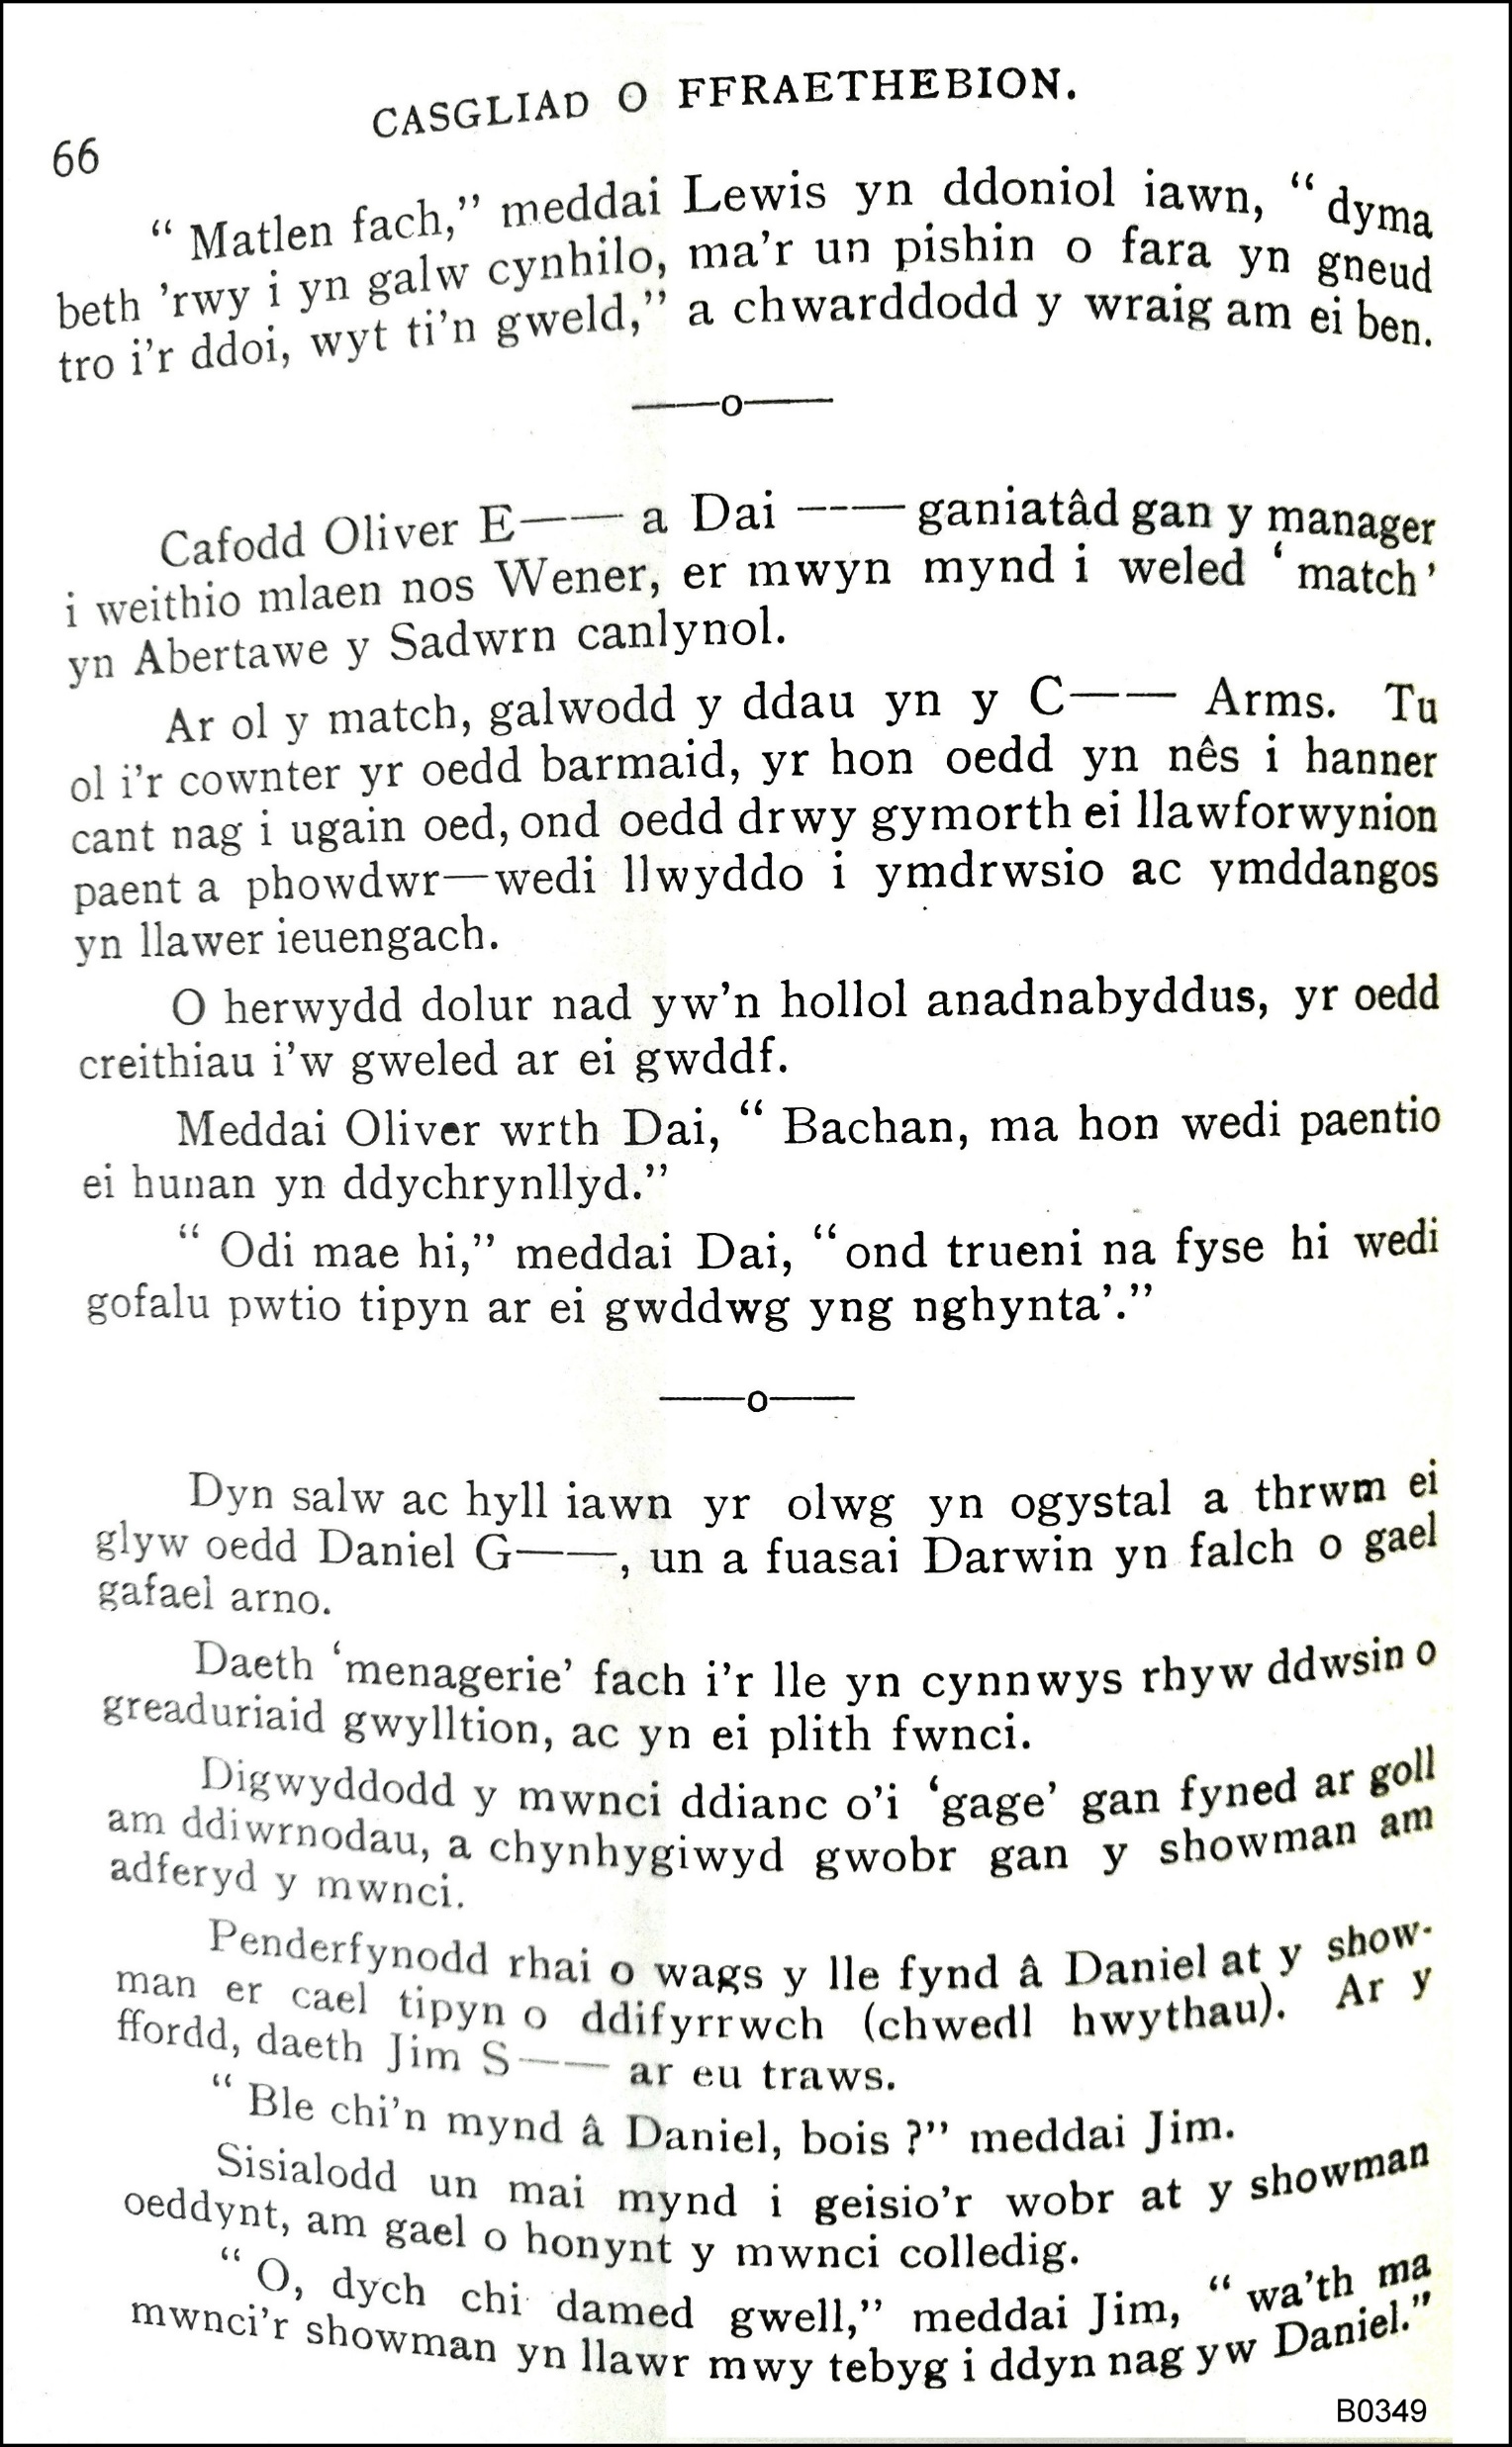 CASGLIAD O FFRAETHEBION.
66
“ Matlen fach,” meddai Lewis yn ddoniol iawn, “ dyma
beth ’rwy i yn galw cynhilo, ma’r un pishin o fara yn gneud
tro i’r ddoi, wyt ti’n gweld,” a chwarddodd y wraig am ei ben.
——o——
Cafodd Oliver E—— a Dai —-— ganiatâd gan y manager
i weithio mlaen nos Wener, er mwyn mynd i weled ‘ match ’
yn Abertawe y Sadwrn canlynol.
Ar ol y match, galwodd y ddau yn y C—— Arms. Tu
ol i’r cownter yr oedd barmaid, yr hon oedd yn nês i hanner
cant nag i ugain oed, ond oedd drwy gymorth ei llawforwynion
paent a phowdwr—wedi llwyddo i ymdrwsio ac ymddangos
yn llawer ieuengach.
O herwydd dolur nad yw’n hollol anadnabyddus, yr oedd
creithiau i’w gweled ar ei gwddf.
Meddai Oliver wrth Dai, “ Bachan, ma hon wedi paentio
ei hunan yn ddychrynllyd.”
“ Odi mae hi,” meddai Dai, “ond trueni na fyse hi wedi
gofalu pwtio tipyn ar ei gwddwg yng nghynta’.”
——o——
Dyn salw ac hyll iawn yr olwg yn ogystal a thrwm ei
glyw oedd Daniel G——, un a fuasai Darwin yn falch o gael
gafael arno.
Daeth ‘menagerie’ fach i’r lle yn cynnwys rhyw ddwsin o
greaduriaid gwylltion, ac yn ei plith fwnci.
Digwyddodd y mwnci ddianc o’i ‘gage’ gan fyned ar goll
am ddiwrnodau, a chynhygiwyd gwobr gan y showman am
adferyd y mwnci.
Penderfynodd rhai o wags y lle fynd â Daniel at y show-
man er cael tipyn o ddifyrrwch (chwedl hwythau). Ar y
ffordd, daeth Jim S—— ar eu traws.
“ Ble chi’n mynd â Daniel, bois ?” meddai Jim.
Sisialodd un mai mynd i geisio’r wobr at y showman
oeddynt, am gael o honynt y mwnci colledig.
“ O, dych chi damed gwell,” meddai Jim, “ wa’th ma
mwnci’r showman yn llawr mwy tebyg i ddyn nag yw Daniel.”
B0349